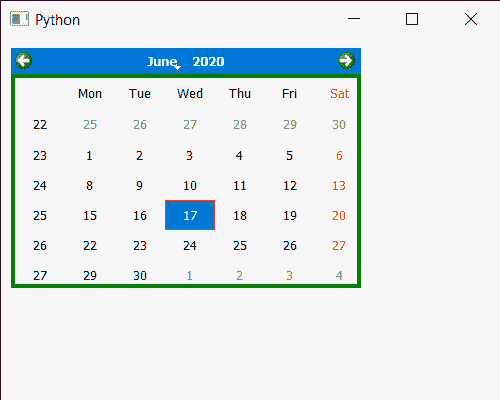 Python
June 2020
Mon Tue Wed Thu Fri Sat
22 25 26 27 28 29 30
23 1 2 3 4 5 6
24 8 9 10 11 12 13
25 15 16 17 18 19 20
26 22 23 24 25 26 27
27 29 30 1 2 3 4